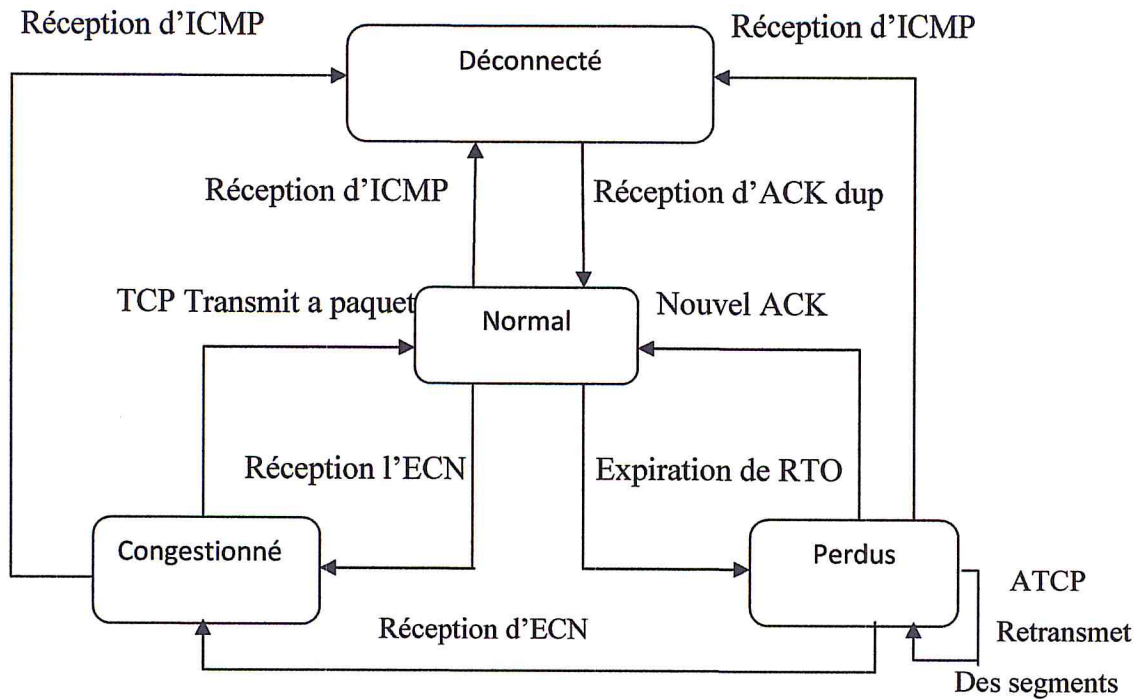 Réception d'ICMP
Réception d'ICMP
Déconnecté
Réception d'ICMP
Réception d'ACK dup
TCP Transmit a paquet
Normal
Nouvel ACK
Réception l'ECN
Expiration de RTO
Congestionné
Perdus
ATCP
Retransmet
Des segments
Réception d'ECN